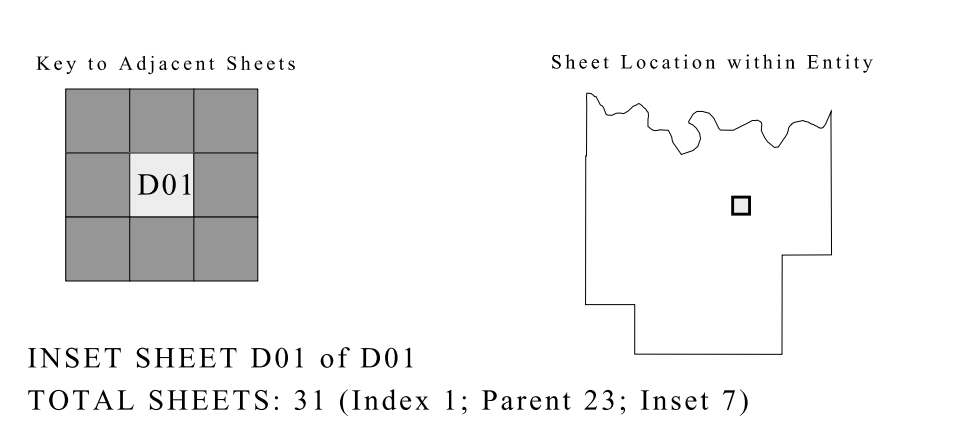 Key to Adjacent Sheets
Sheet Location within Entity
D01
INSET SHEET D01 of D01
TOTAL SHEETS: 31 (Index 1; Parent 23; Inset 7)